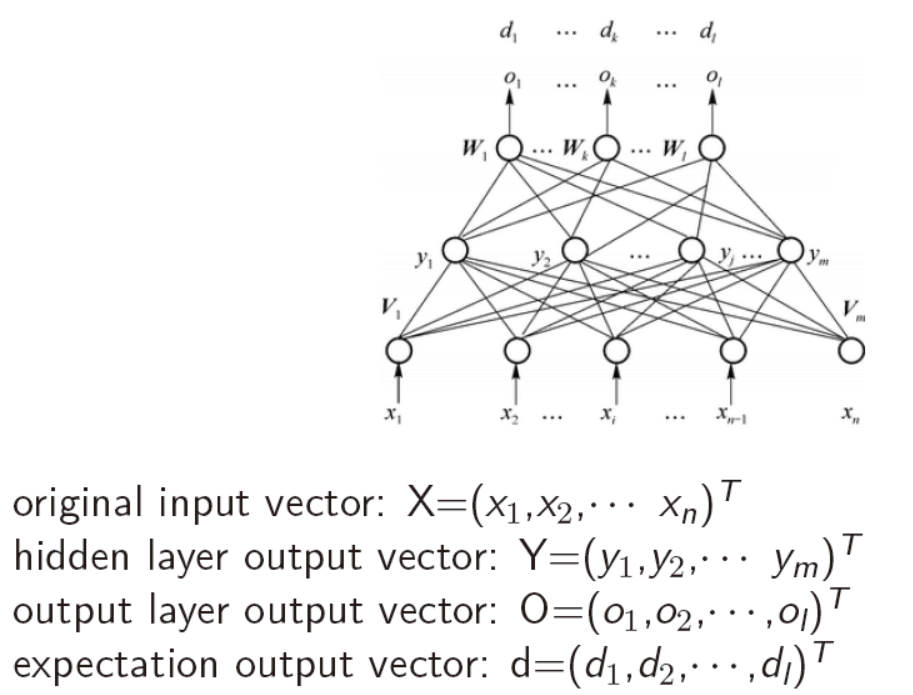 d₁ ⋯ dₖ ⋯ dₗ
o₁ ⋯ oₖ ⋯ oₗ
W₁ ⋯ Wₖ ⋯ Wₗ
y₁ y₂ ⋯ yⱼ ⋯ yₘ
V₁ Vₘ
x₁ x₂ ⋯ xᵢ ⋯ xₙ₋₁ xₙ
original input vector: X=(x₁,x₂,⋯ xₙ)ᵀ
hidden layer output vector: Y=(y₁,y₂,⋯ yₘ)ᵀ
output layer output vector: O=(o₁,o₂,⋯,oₗ)ᵀ
expectation output vector: d=(d₁,d₂,⋯,dₗ)ᵀ